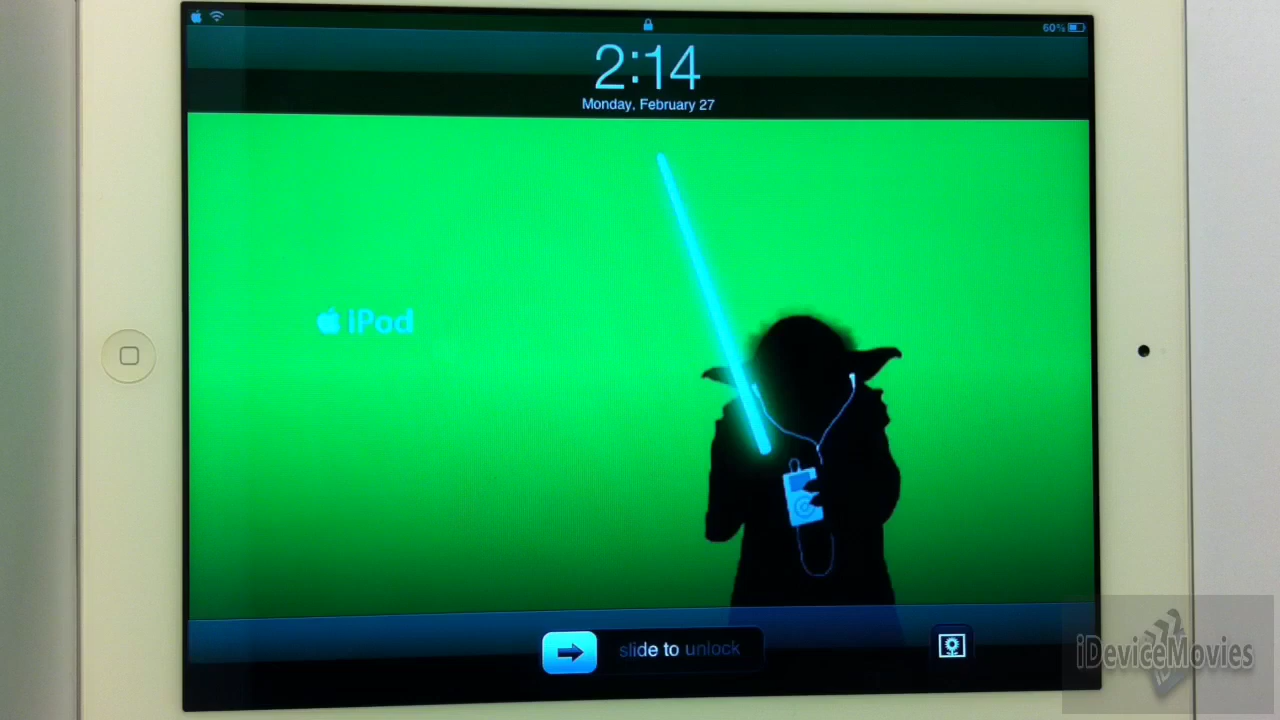 60%
2:14
Monday, February 27
iPod
slide to unlock
iDeviceMovies